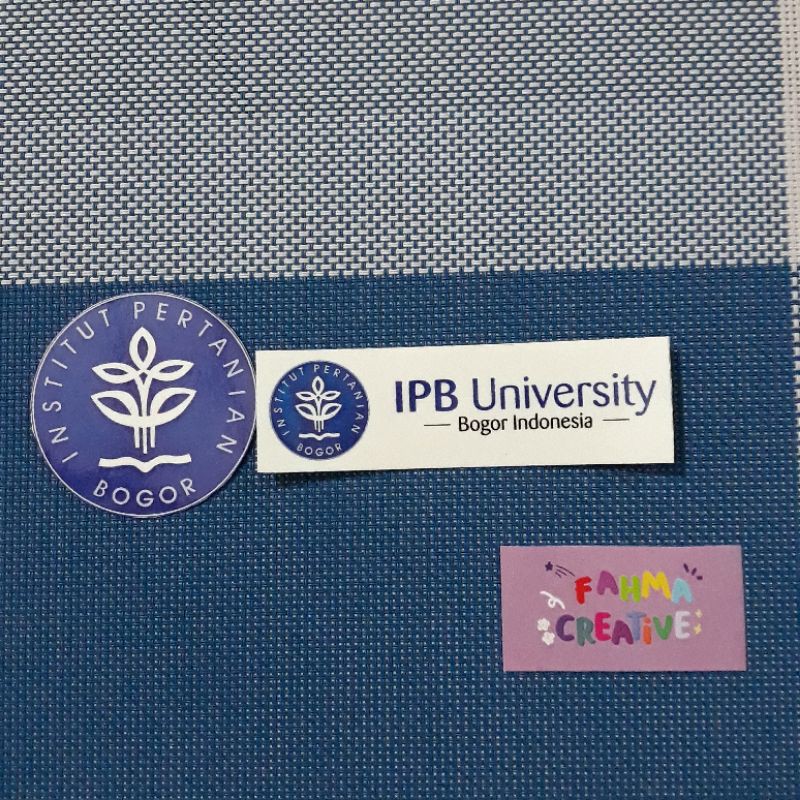 INSTITUT PERTANIAN
BOGOR
INSTITUT PERTANIAN
BOGOR
IPB University
Bogor Indonesia
FAHMA
CREATIVE